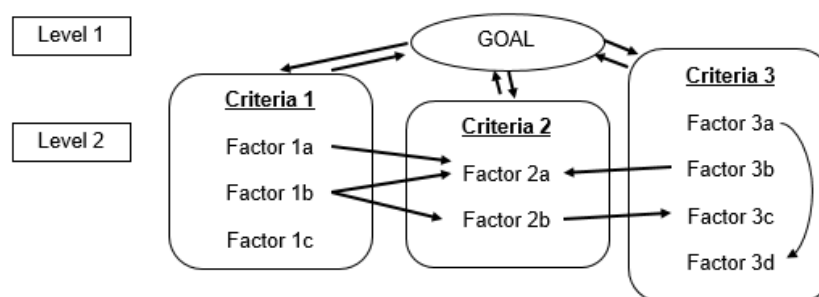 Level 1
GOAL
Level 2
Criteria 1
Factor 1a
Factor 1b
Factor 1c
Criteria 2
Factor 2a
Factor 2b
Criteria 3
Factor 3a
Factor 3b
Factor 3c
Factor 3d